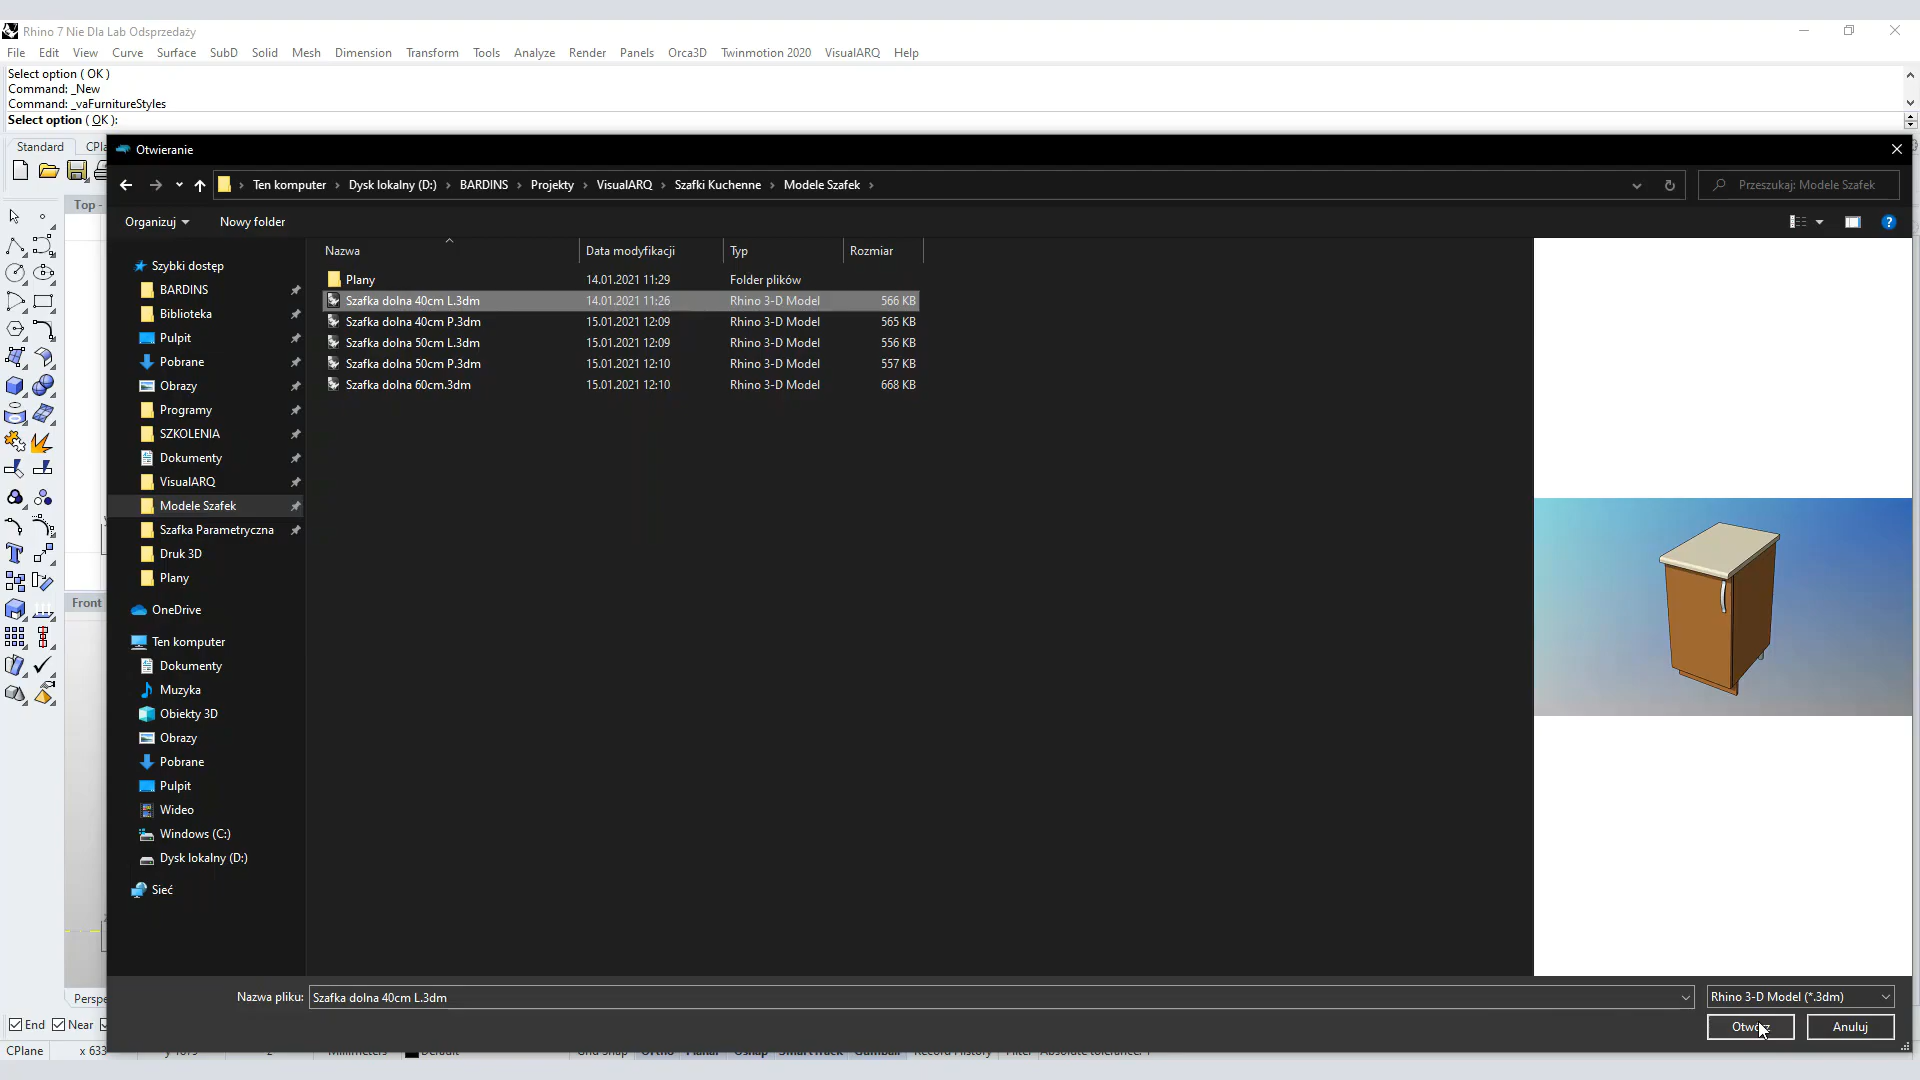 Rhino 7 Nie Dla Lab Odsprzedaży
File Edit View Curve Surface SubD Solid Mesh Dimension Transform Tools Analyze Render Panels Orca3D Twinmotion 2020 VisualARQ Help
Select option ( OK )
Command: _New
Command: _vaFurnitureStyles
Select option ( OK ):
Standard
Otwieranie
Ten komputer Dysk lokalny (D:) BARDINS Projekty VisualARQ Szafki Kuchenne Modele Szafek
Przeszukaj: Modele Szafek
Top
Organizuj Nowy folder
Nazwa Data modyfikacji Typ Rozmiar
Plany 14.01.2021 11:29 Folder plików
Szafka dolna 40cm L.3dm 14.01.2021 11:26 Rhino 3-D Model 566 KB
Szafka dolna 40cm P.3dm 15.01.2021 12:09 Rhino 3-D Model 565 KB
Szafka dolna 50cm L.3dm 15.01.2021 12:09 Rhino 3-D Model 556 KB
Szafka dolna 50cm P.3dm 15.01.2021 12:10 Rhino 3-D Model 557 KB
Szafka dolna 60cm.3dm 15.01.2021 12:10 Rhino 3-D Model 668 KB
Szybki dostęp
BARDINS
Biblioteka
Pulpit
Pobrane
Obrazy
Programy
SZKOLENIA
Dokumenty
VisualARQ
Modele Szafek
Szafka Parametryczna
Druk 3D
Plany
OneDrive
Ten komputer
Dokumenty
Muzyka
Obiekty 3D
Obrazy
Pobrane
Pulpit
Wideo
Windows (C:)
Dysk lokalny (D:)
Sieć
Front
Nazwa pliku: Szafka dolna 40cm L.3dm
Rhino 3-D Model (*.3dm)
Anuluj
End Near
CPlane x 633